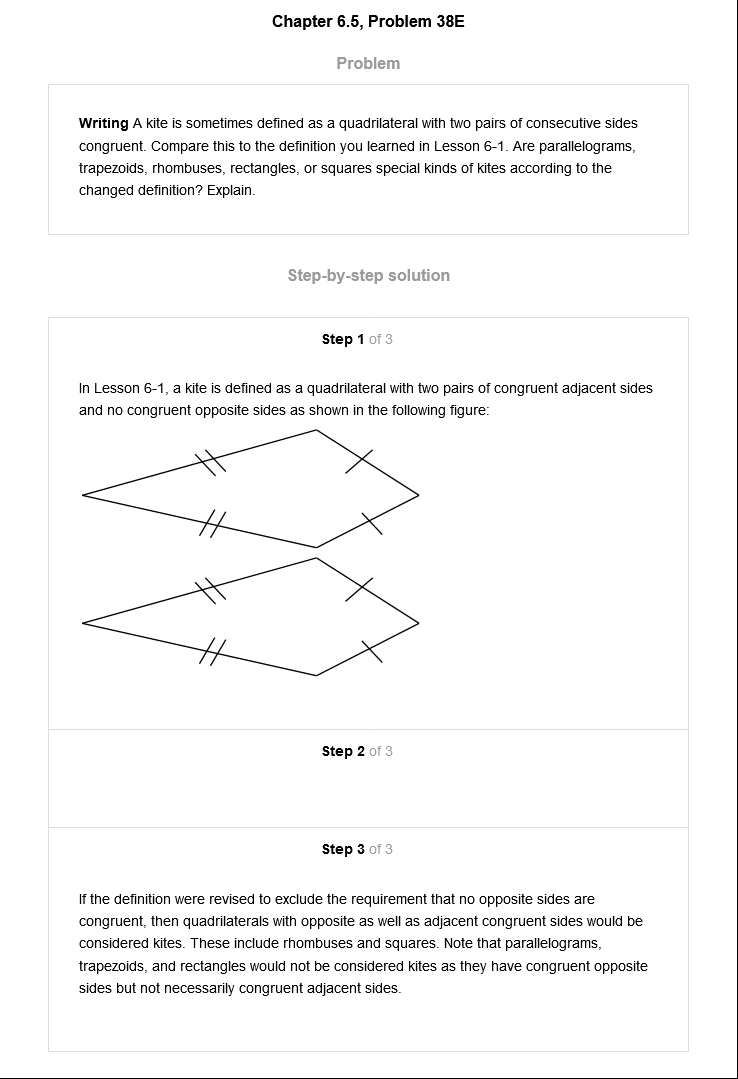 Chapter 6.5, Problem 38E
Problem
Writing A kite is sometimes defined as a quadrilateral with two pairs of consecutive sides
congruent. Compare this to the definition you learned in Lesson 6-1. Are parallelograms,
trapezoids, rhombuses, rectangles, or squares special kinds of kites according to the
changed definition? Explain.
Step-by-step solution
Step 1 of 3
In Lesson 6-1, a kite is defined as a quadrilateral with two pairs of congruent adjacent sides
and no congruent opposite sides as shown in the following figure:
Step 2 of 3
Step 3 of 3
If the definition were revised to exclude the requirement that no opposite sides are
congruent, then quadrilaterals with opposite as well as adjacent congruent sides would be
considered kites. These include rhombuses and squares. Note that parallelograms,
trapezoids, and rectangles would not be considered kites as they have congruent opposite
sides but not necessarily congruent adjacent sides.